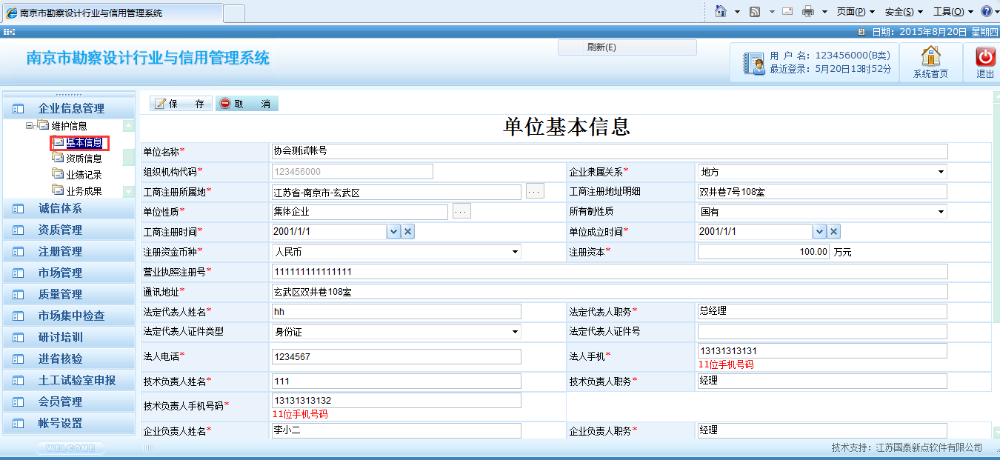 南京市勘察设计行业与信用管理系统
页面(P) 安全(S) 工具(O)
日期：2015年8月20日 星期四
南京市勘察设计行业与信用管理系统
刷新(E)
用 户 名：123456000(B类)
最近登录：5月20日13时52分
系统首页
退出
企业信息管理
维护信息
基本信息
资质信息
业绩记录
业务成果
诚信体系
资质管理
注册管理
市场管理
质量管理
市场集中检查
研讨培训
进省核验
土工试验室申报
会员管理
帐号设置
WELCOME
保 存 取 消
单位基本信息
单位名称* 协会测试帐号
组织机构代码* 123456000 企业隶属关系* 地方
工商注册所属地* 江苏省-南京市-玄武区 ... 工商注册地址明细 双井巷7号108室
单位性质* 集体企业 ... 所有制性质 国有
工商注册时间* 2001/1/1 单位成立时间* 2001/1/1
注册资金币种* 人民币 注册资本* 100.00 万元
营业执照注册号* 111111111111111
通讯地址* 玄武区双井巷108室
法定代表人姓名* hh 法定代表人职务* 总经理
法定代表人证件类型 身份证 法定代表人证件号
法人电话* 1234567 法人手机* 13131313131
11位手机号码
技术负责人姓名* 111 技术负责人职务* 经理
技术负责人手机号码* 13131313132
11位手机号码
企业负责人姓名* 李小二 企业负责人职务* 经理
技术支持：江苏国泰新点软件有限公司